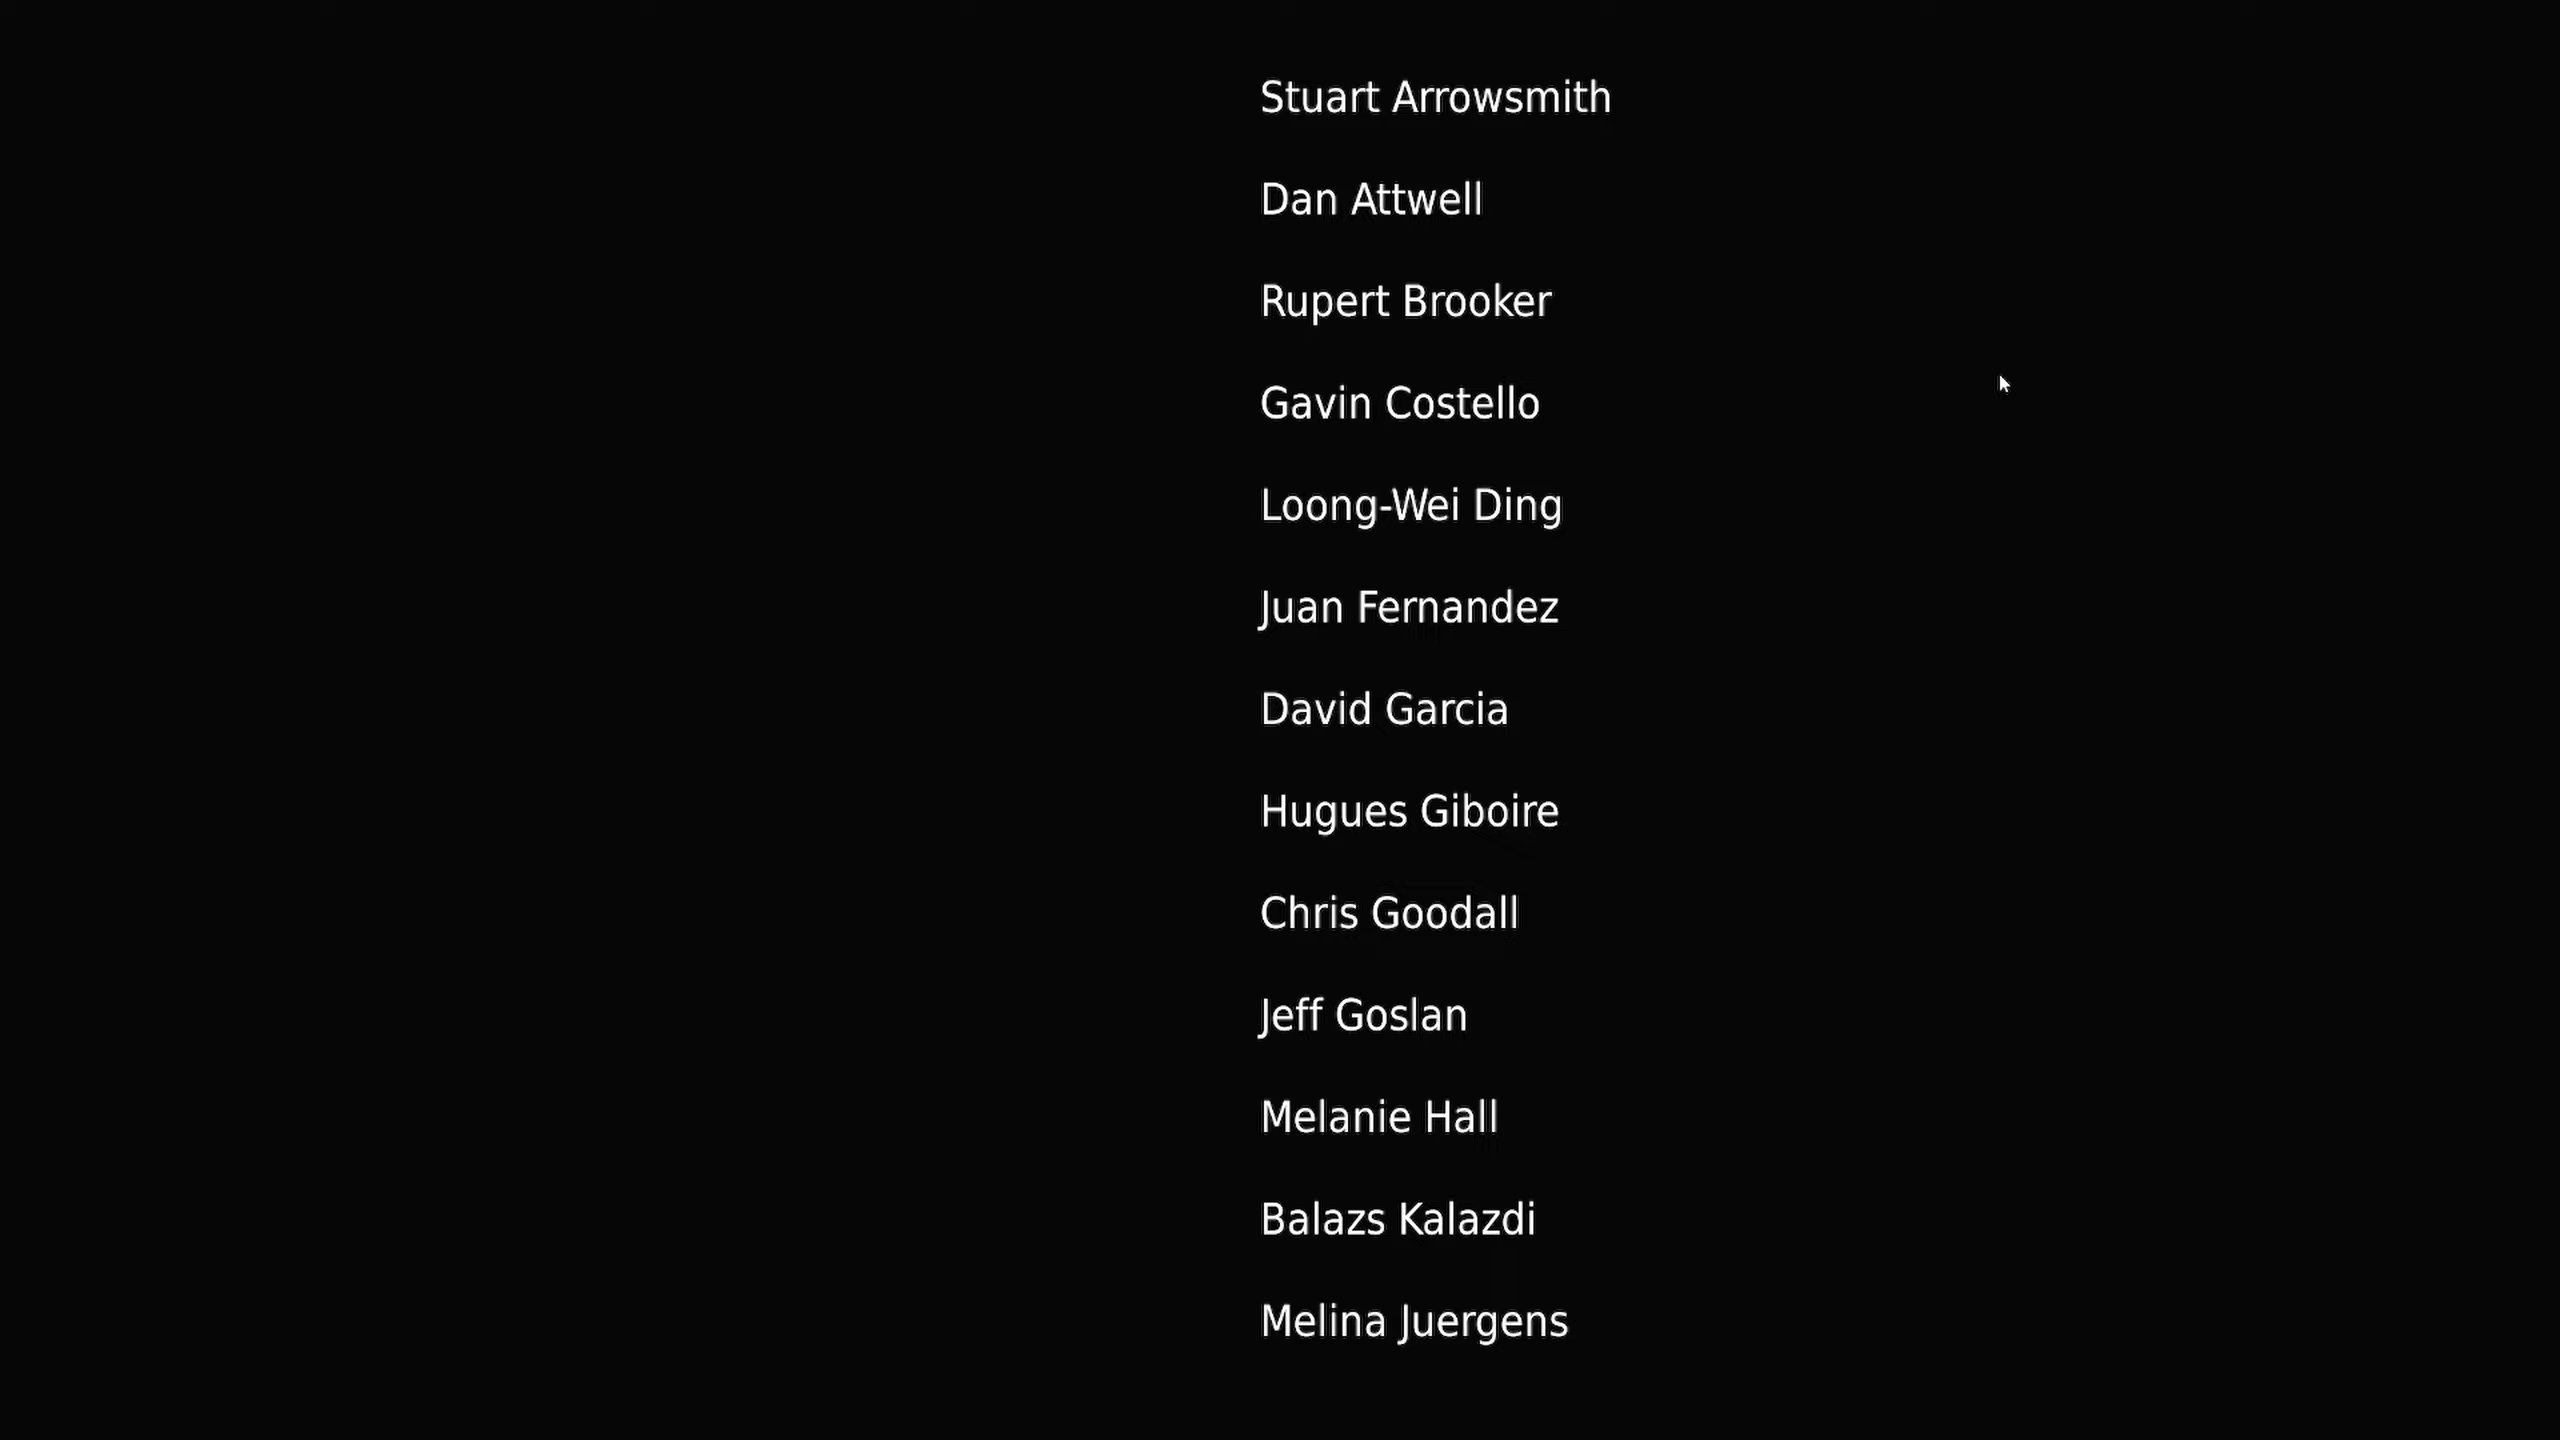 Stuart Arrowsmith
Dan Attwell
Rupert Brooker
Gavin Costello
Loong-Wei Ding
Juan Fernandez
David Garcia
Hugues Giboire
Chris Goodall
Jeff Goslan
Melanie Hall
Balazs Kalazdi
Melina Juergens